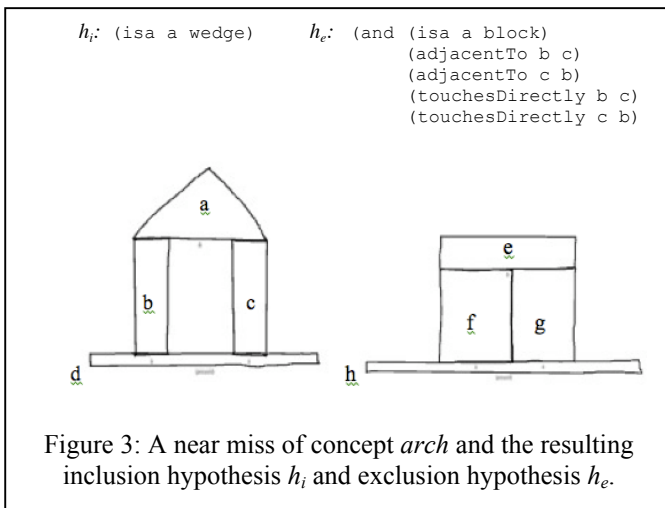 hi: (isa a wedge) he: (and (isa a block)
(adjacentTo b c)
(adjacentTo c b)
(touchesDirectly b c)
(touchesDirectly c b)
a
e
b c
f g
d
h
Figure 3: A near miss of concept arch and the resulting
inclusion hypothesis hi and exclusion hypothesis he.